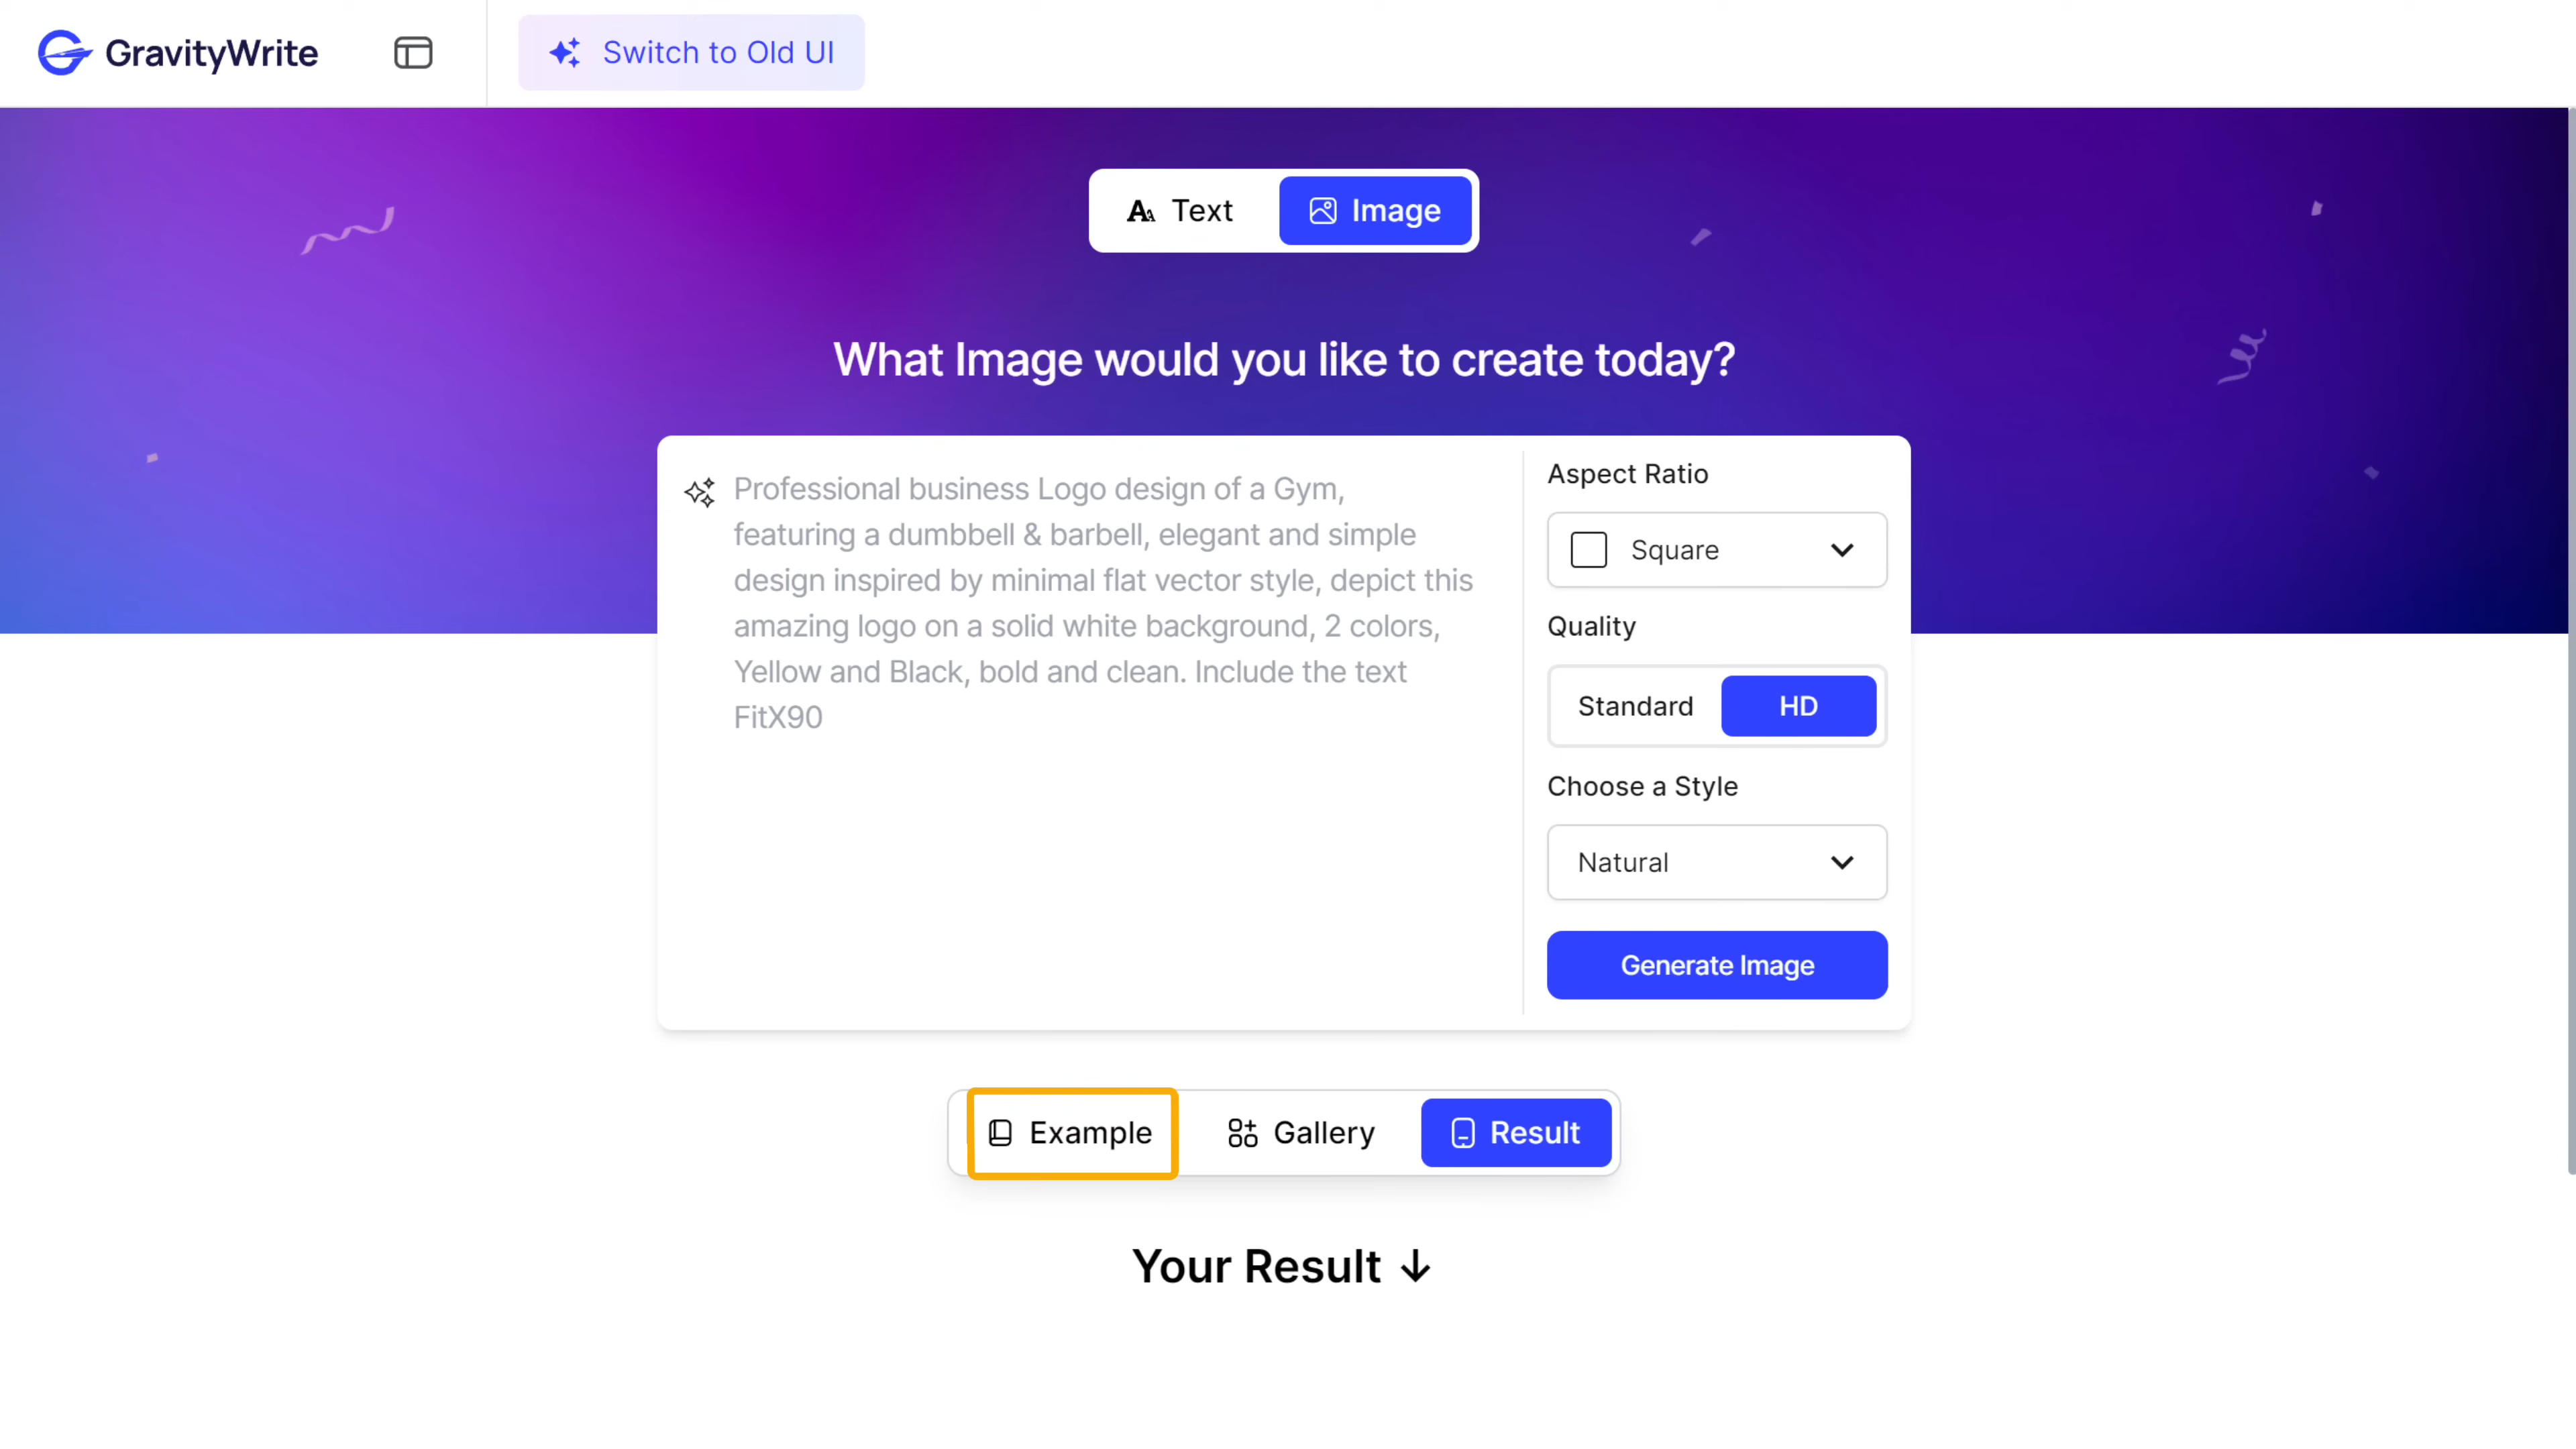 GravityWrite
Switch to Old UI
Text
Image
What Image would you like to create today?
Professional business Logo design of a Gym,
featuring a dumbbell & barbell, elegant and simple
design inspired by minimal flat vector style, depict this
amazing logo on a solid white background, 2 colors,
Yellow and Black, bold and clean. Include the text
FitX90
Aspect Ratio
Square
Quality
Standard
HD
Choose a Style
Natural
Generate Image
Example
Gallery
Result
Your Result ↓